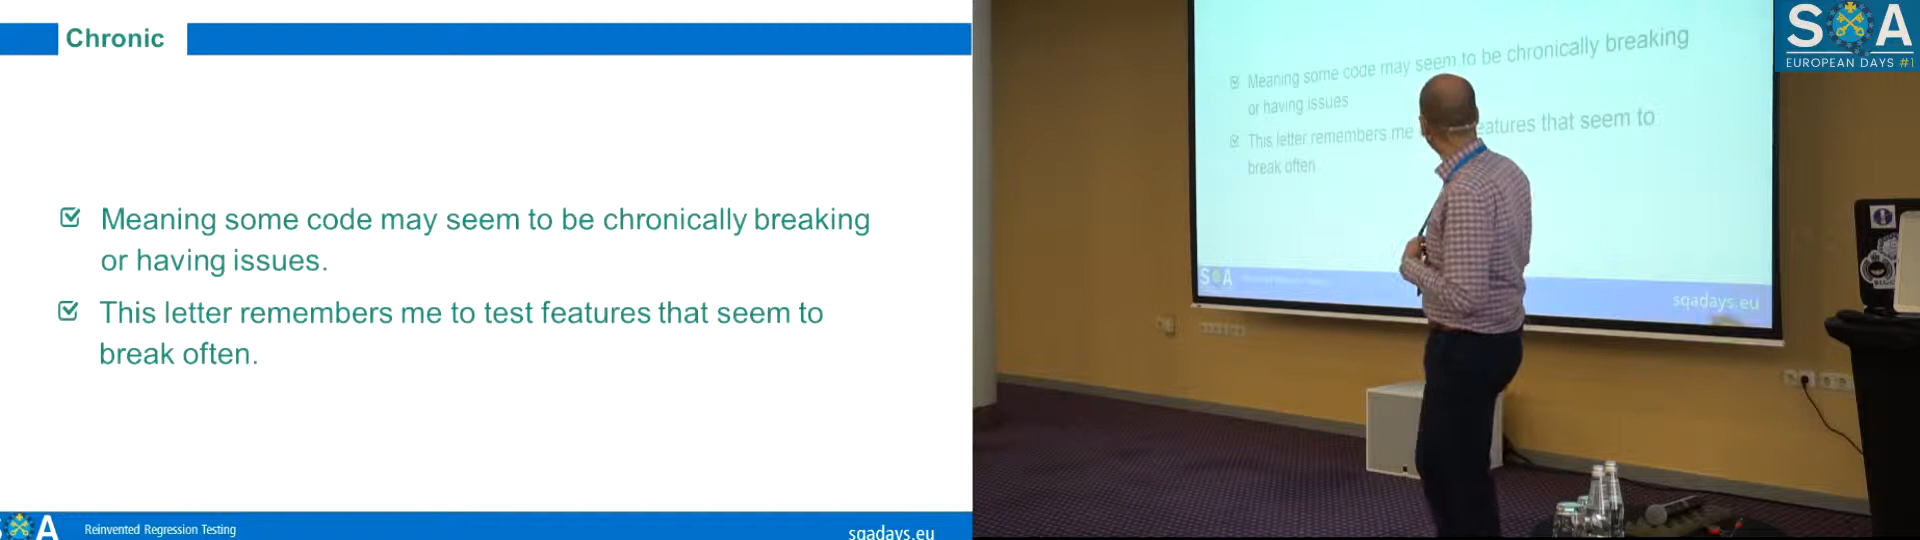 Chronic
Meaning some code may seem to be chronically breaking
or having issues.
This letter remembers me to test features that seem to
break often.
Reinvented Regression Testing
sqadays.eu
Meaning some code may seem to be chronically breaking
or having issues
This letter remembers me
eatures that seem to
break often
SQA
sqadays.eu
SQA
EUROPEAN DAYS #1